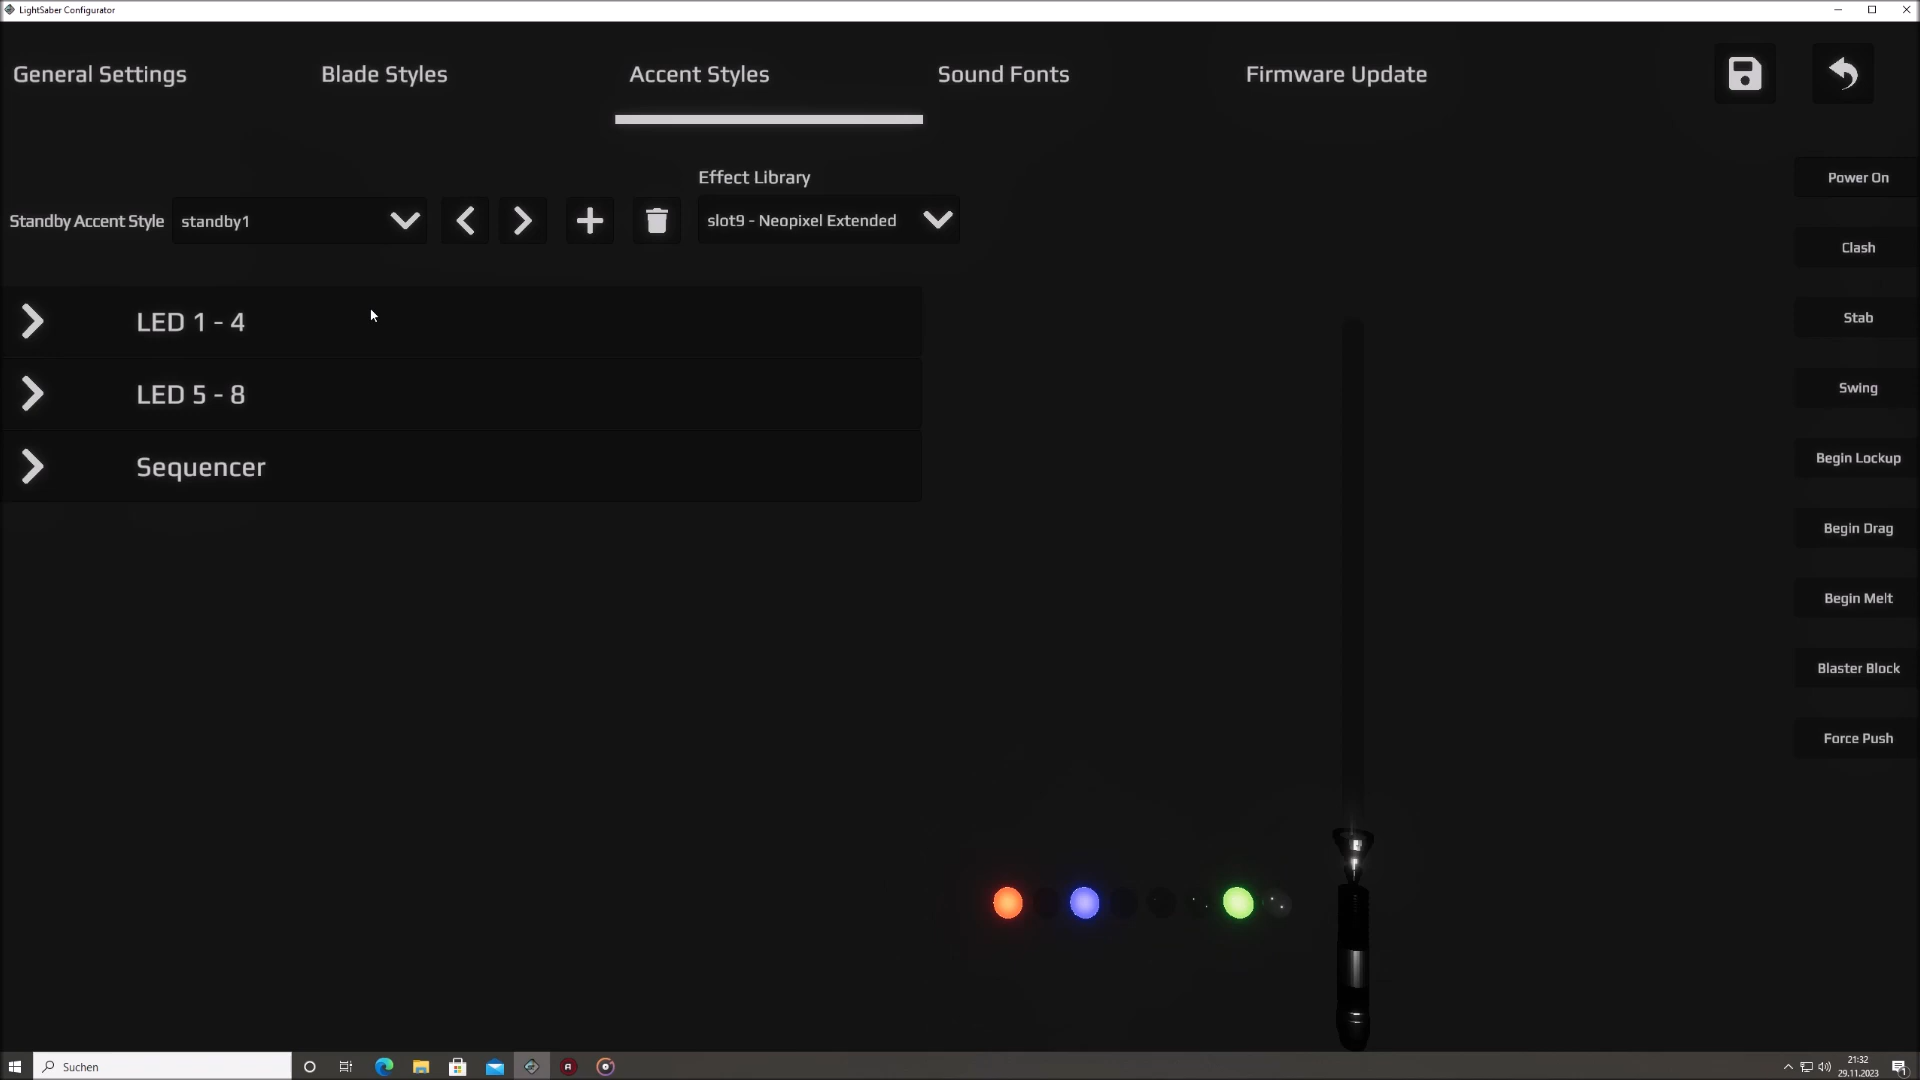 LightSaber Configurator
General Settings
Blade Styles
Accent Styles
Sound Fonts
Firmware Update
Effect Library
Standby Accent Style
standby1
slot9 - Neopixel Extended
LED 1 - 4
LED 5 - 8
Sequencer
Power On
Clash
Stab
Swing
Begin Lockup
Begin Drag
Begin Melt
Blaster Block
Force Push
Suchen
21:32
29.11.2023
1